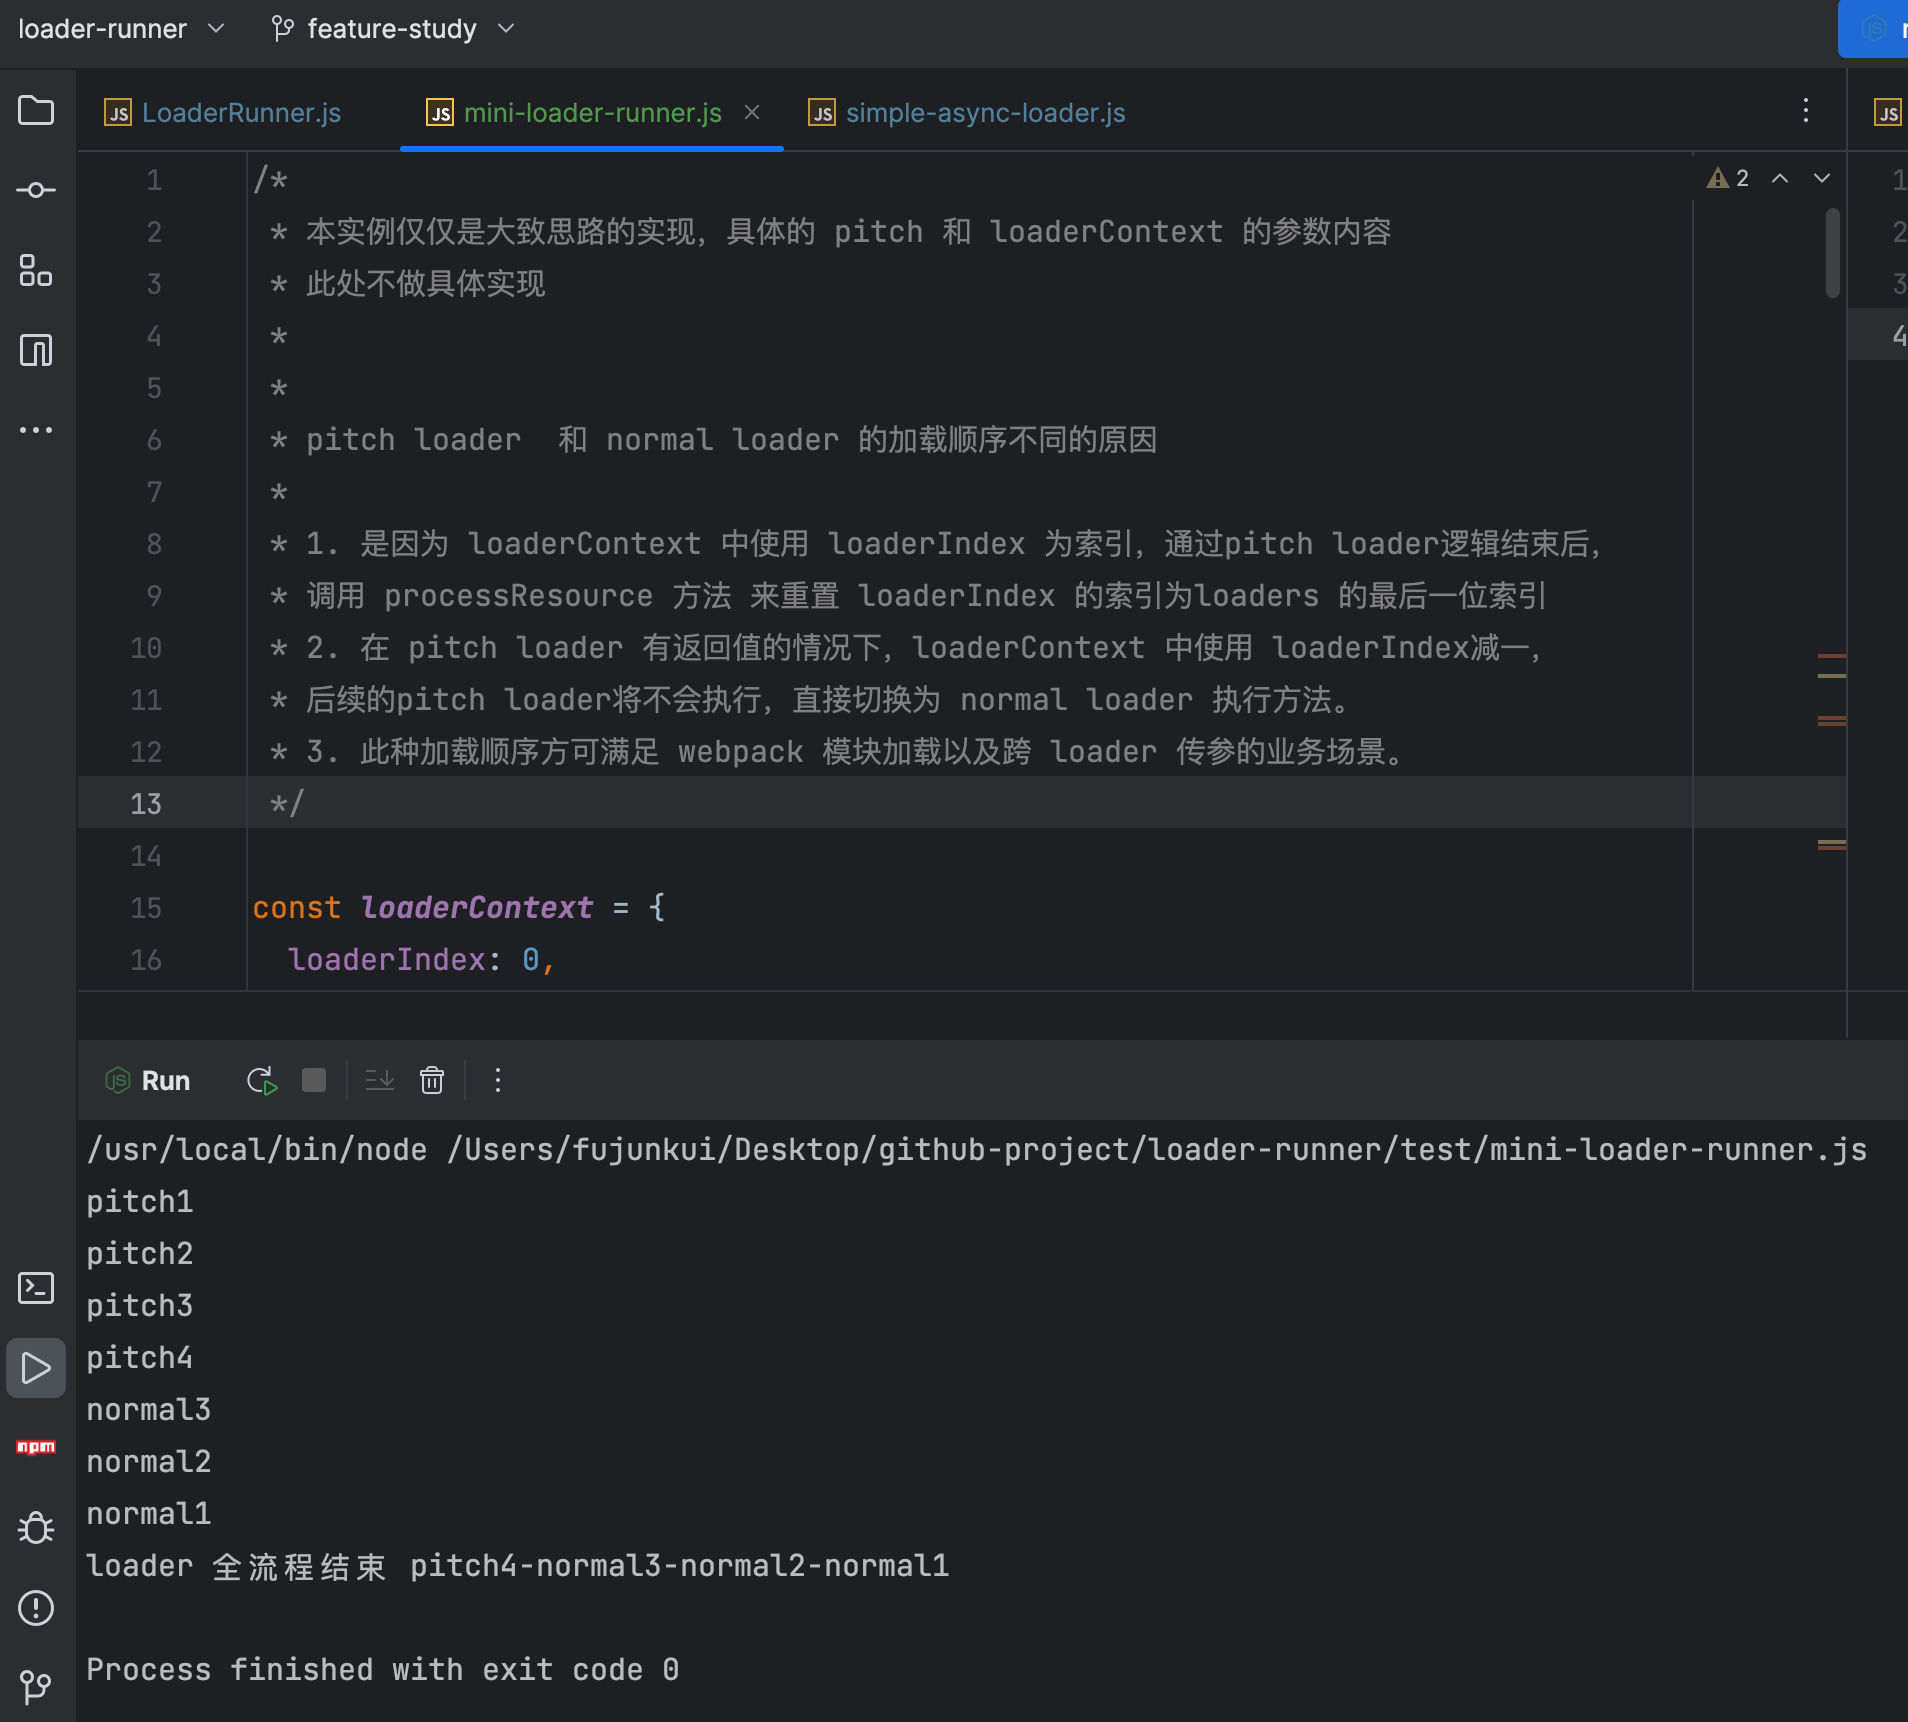 loader-runner feature-study
JS LoaderRunner.js JS mini-loader-runner.js JS simple-async-loader.js JS
1 /* 2 1
2 * 本实例仅仅是大致思路的实现，具体的 pitch 和 loaderContext 的参数内容 2
3 * 此处不做具体实现 3
4 * 4
5 *
6 * pitch loader  和 normal loader 的加载顺序不同的原因
7 *
8 * 1. 是因为 loaderContext 中使用 loaderIndex 为索引，通过pitch loader逻辑结束后，
9 * 调用 processResource 方法 来重置 loaderIndex 的索引为loaders 的最后一位索引
10 * 2. 在 pitch loader 有返回值的情况下，loaderContext 中使用 loaderIndex减一，
11 * 后续的pitch loader将不会执行，直接切换为 normal loader 执行方法。
12 * 3. 此种加载顺序方可满足 webpack 模块加载以及跨 loader 传参的业务场景。
13 */
14
15 const loaderContext = {
16 loaderIndex: 0,
JS Run
/usr/local/bin/node /Users/fujunkui/Desktop/github-project/loader-runner/test/mini-loader-runner.js
pitch1
pitch2
pitch3
pitch4
normal3
npm
normal2
normal1
loader 全流程结束 pitch4-normal3-normal2-normal1
Process finished with exit code 0